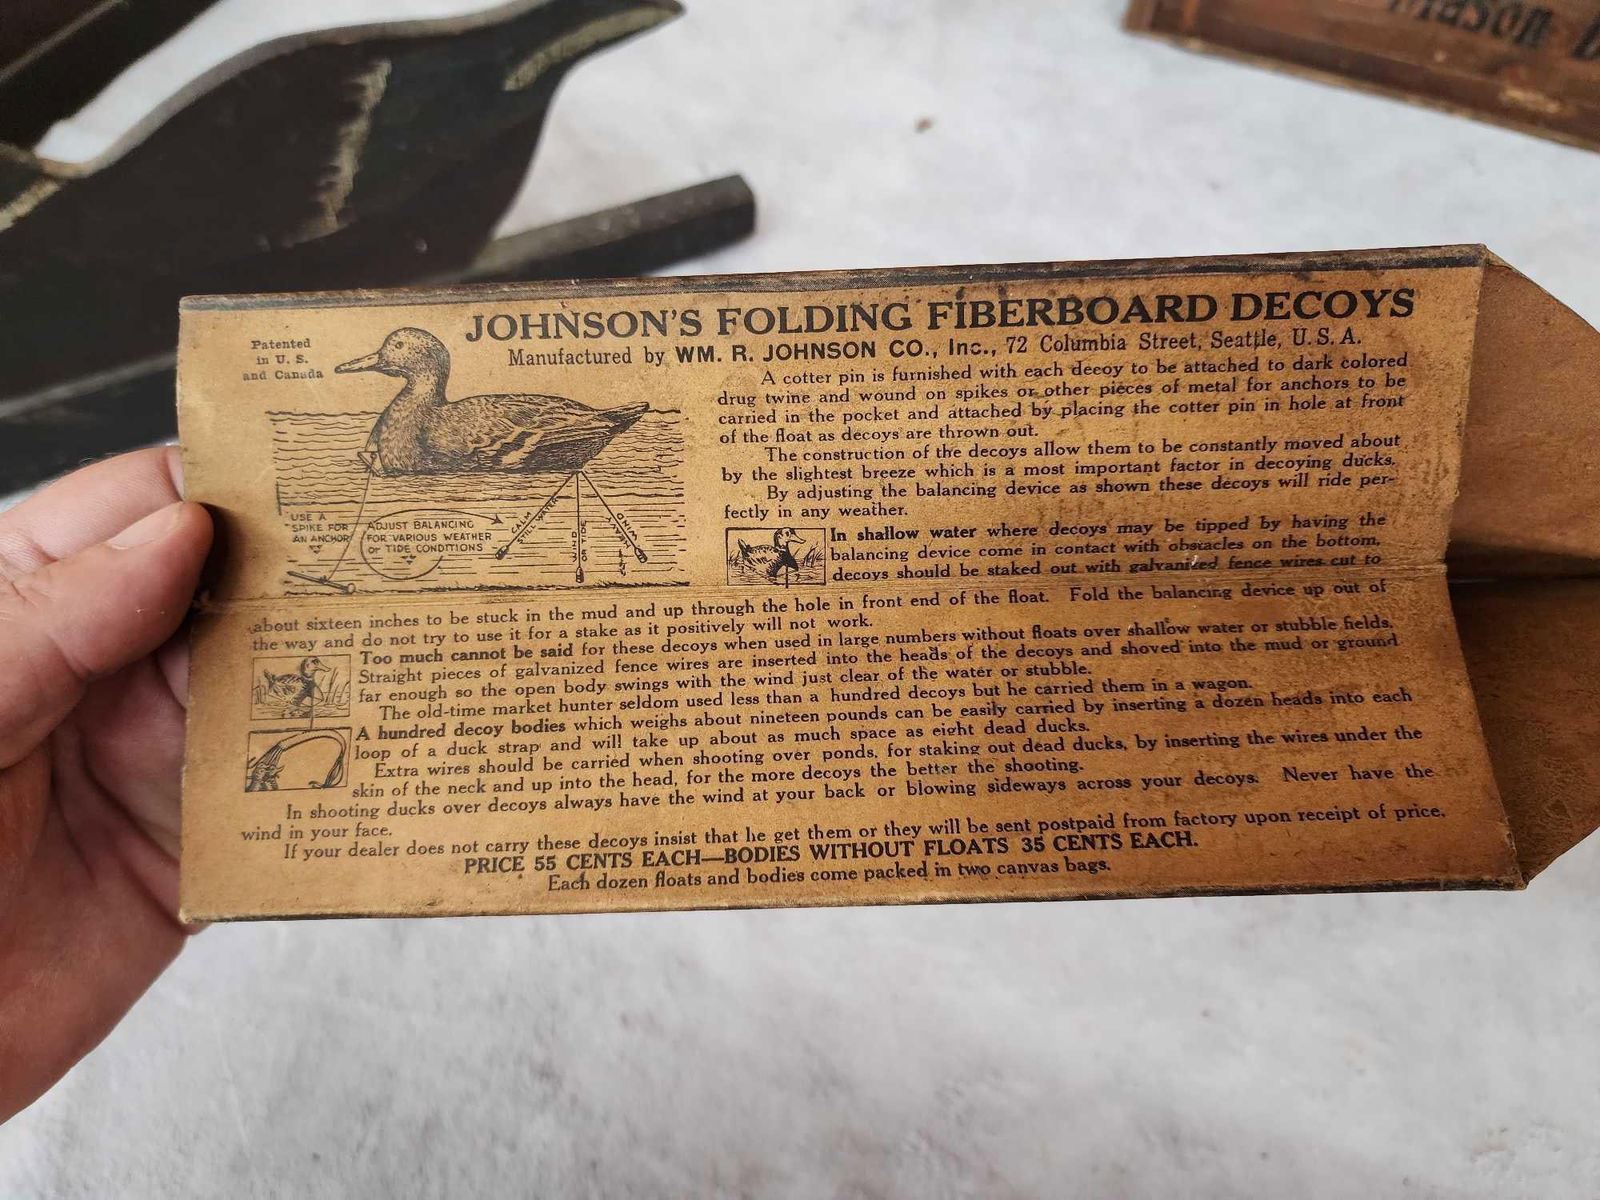 Mason
JOHNSON'S FOLDING FIBERBOARD DECOYS
Manufactured by WM. R. JOHNSON CO., Inc., 72 Columbia Street, Seattle, U. S. A.
Patented
in U. S.
and Canada
USE A
SPIKE FOR
AN ANCHOR
ADJUST BALANCING
FOR VARIOUS WEATHER
or TIDE CONDITIONS
CALM
STILL WATER
WIND
OR TIDE
WIND
A cotter pin is furnished with each decoy to be attached to dark colored
drug twine and wound on spikes or other pieces of metal for anchors to be
carried in the pocket and attached by placing the cotter pin in hole at front
of the float as decoys are thrown out.
The construction of the decoys allow them to be constantly moved about
by the slightest breeze which is a most important factor in decoying ducks.
By adjusting the balancing device as shown these decoys will ride per-
fectly in any weather.
In shallow water where decoys may be tipped by having the
balancing device come in contact with obstacles on the bottom,
decoys should be staked out with galvanized fence wires cut to
about sixteen inches to be stuck in the mud and up through the hole in front end of the float. Fold the balancing device up out of
the way and do not try to use it for a stake as it positively will not work.
Too much cannot be said for these decoys when used in large numbers without floats over shallow water or stubble fields.
Straight pieces of galvanized fence wires are inserted into the heads of the decoys and shoved into the mud or ground
far enough so the open body swings with the wind just clear of the water or stubble.
The old-time market hunter seldom used less than a hundred decoys but he carried them in a wagon.
A hundred decoy bodies which weighs about nineteen pounds can be easily carried by inserting a dozen heads into each
loop of a duck strap and will take up about as much space as eight dead ducks.
Extra wires should be carried when shooting over ponds, for staking out dead ducks, by inserting the wires under the
skin of the neck and up into the head, for the more decoys the better the shooting.
In shooting ducks over decoys always have the wind at your back or blowing sideways across your decoys. Never have the
wind in your face.
If your dealer does not carry these decoys insist that he get them or they will be sent postpaid from factory upon receipt of price.
PRICE 55 CENTS EACH—BODIES WITHOUT FLOATS 35 CENTS EACH.
Each dozen floats and bodies come packed in two canvas bags.